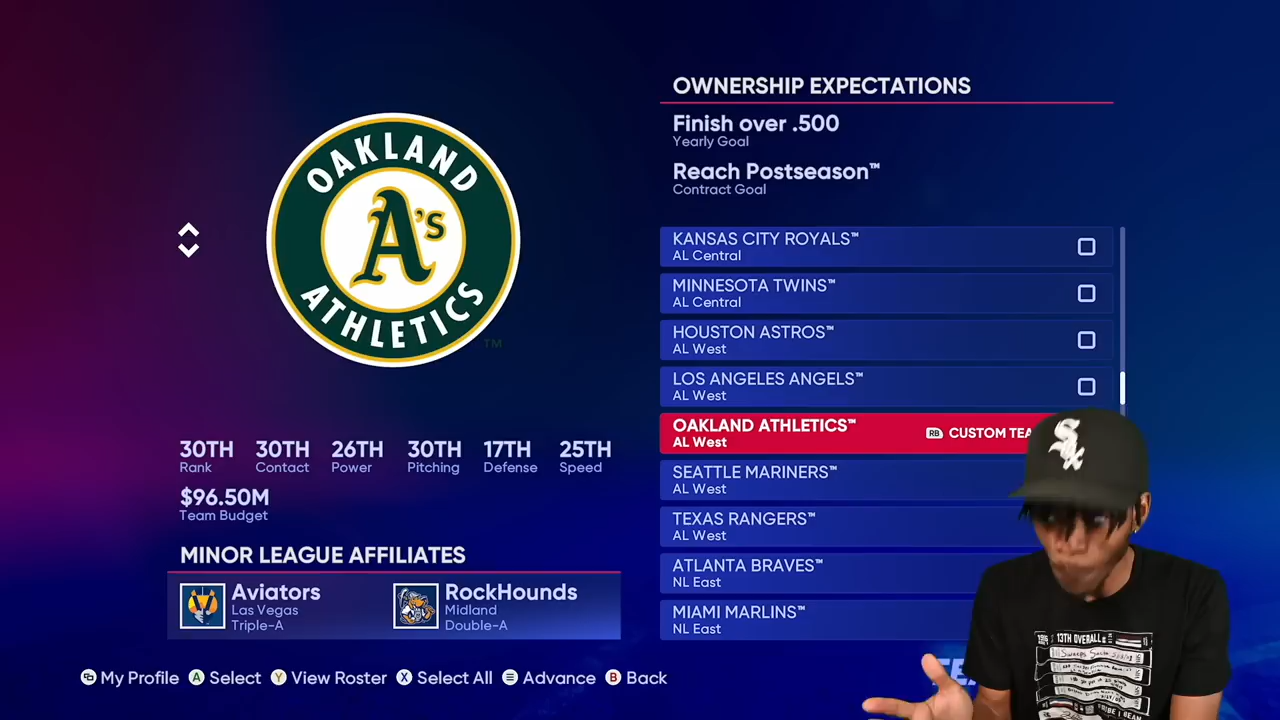 OAKLAND
A's
ATHLETICS
TM
30TH 30TH 26TH 30TH 17TH 25TH
Rank Contact Power Pitching Defense Speed
$96.50M
Team Budget
MINOR LEAGUE AFFILIATES
Aviators
Las Vegas
Triple-A
RockHounds
Midland
Double-A
OWNERSHIP EXPECTATIONS
Finish over .500
Yearly Goal
Reach Postseason™
Contract Goal
KANSAS CITY ROYALS™
AL Central
MINNESOTA TWINS™
AL Central
HOUSTON ASTROS™
AL West
LOS ANGELES ANGELS™
AL West
OAKLAND ATHLETICS™
AL West
RB CUSTOM TEA
SEATTLE MARINERS™
AL West
TEXAS RANGERS™
AL West
ATLANTA BRAVES™
NL East
MIAMI MARLINS™
NL East
Sox
13TH OVERALL
My Profile A Select Y View Roster X Select All Advance B Back